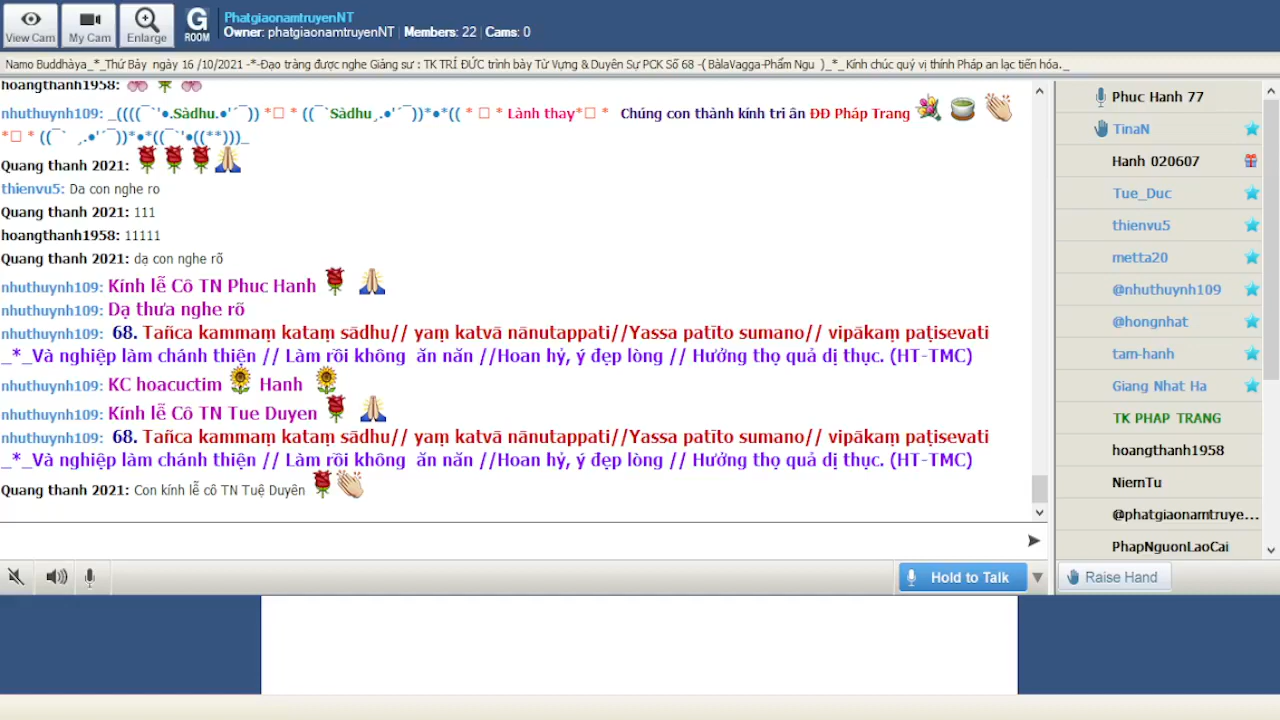 View Cam
My Cam
Enlarge
G
ROOM
PhatgiaonamtruyenNT
Owner: phatgiaonamtruyenNT | Members: 22 | Cams: 0
Namo Buddhàya_*_Thứ Bảy ngày 16 /10/2021 -*-Đạo tràng được nghe Giảng sư : TK TRÍ ĐỨC trình bày Từ Vựng & Duyên Sự PCK Số 68 -( BàlaVagga-Phẩm Ngu )_*_ Kính chúc quý vị thính Pháp an lạc tiến hóa._
hoangthanh1958:
nhuthuynh109: _((((¯`'•.Sàdhu.•'´¯)) *□ * ((¯`Sàdhu¸.•'´¯))*•*(( * □ * Lành thay*□ * Chúng con thành kính tri ân ĐĐ Pháp Trang
*□ * ((¯` ¸.•'´¯))*•*((¯`'•((**)))_
Quang thanh 2021:
thienvu5: Da con nghe ro
Quang thanh 2021: 111
hoangthanh1958: 11111
Quang thanh 2021: dạ con nghe rõ
nhuthuynh109: Kính lễ Cô TN Phuc Hanh
nhuthuynh109: Dạ thưa nghe rõ
nhuthuynh109: 68. Tañca kammaṃ kataṃ sādhu// yaṃ katvā nānutappati//Yassa patīto sumano// vipākaṃ paṭisevati
_*_Và nghiệp làm chánh thiện // Làm rồi không ăn năn //Hoan hỷ, ý đẹp lòng // Hưởng thọ quả dị thục. (HT-TMC)
nhuthuynh109: KC hoacuctim Hanh
nhuthuynh109: Kính lễ Cô TN Tue Duyen
nhuthuynh109: 68. Tañca kammaṃ kataṃ sādhu// yaṃ katvā nānutappati//Yassa patīto sumano// vipākaṃ paṭisevati
_*_Và nghiệp làm chánh thiện // Làm rồi không ăn năn //Hoan hỷ, ý đẹp lòng // Hưởng thọ quả dị thục. (HT-TMC)
Quang thanh 2021: Con kính lễ cô TN Tuệ Duyên
Hold to Talk
Phuc Hanh 77
TinaN
Hanh 020607
Tue_Duc
thienvu5
metta20
@nhuthuynh109
@hongnhat
tam-hanh
Giang Nhat Ha
TK PHAP TRANG
hoangthanh1958
NiemTu
@phatgiaonamtruye...
PhapNguonLaoCai
Raise Hand